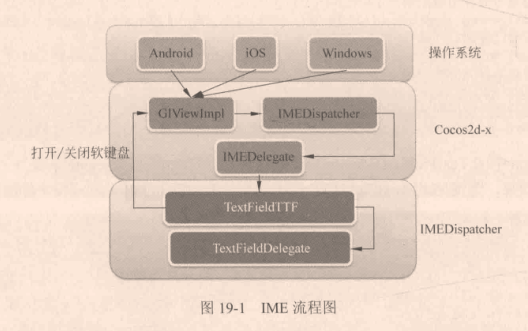 Android
iOS
Windows
操作系统
GlViewImpl
IMEDispatcher
Cocos2d-x
打开/关闭软键盘
IMEDelegate
TextFieldTTF
IMEDispatcher
TextFieldDelegate
图 19-1 IME 流程图